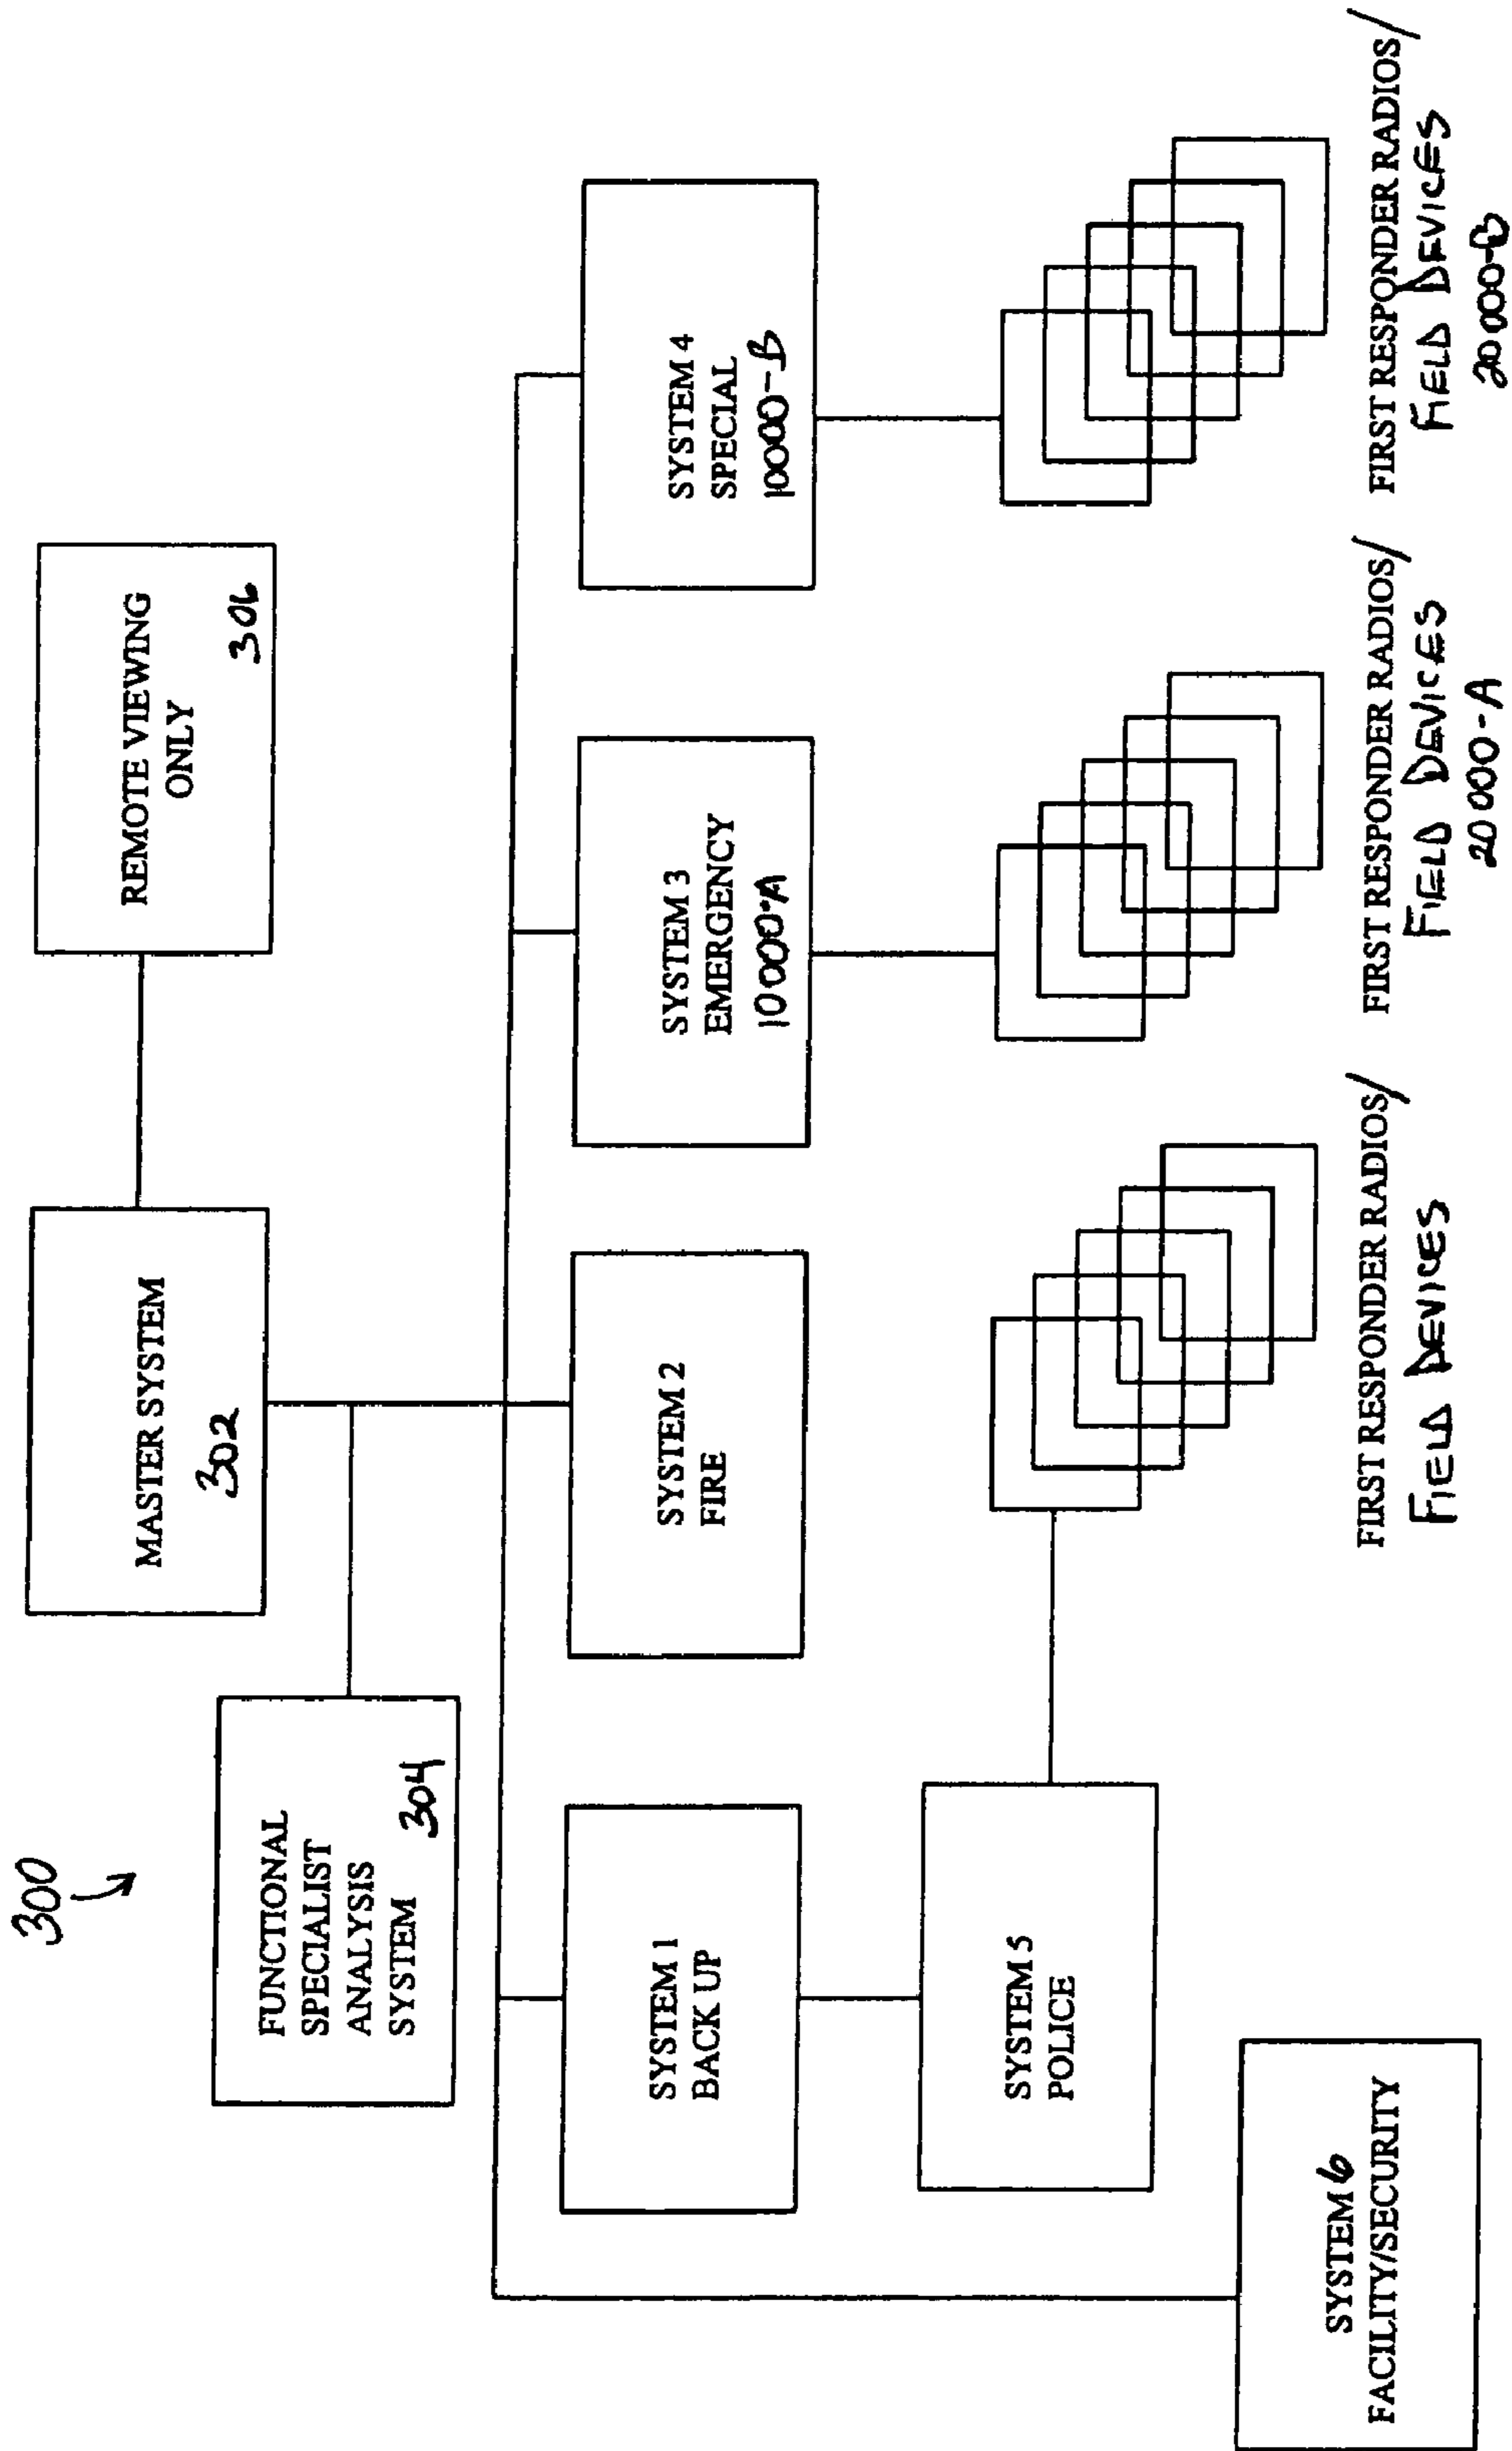 300
FUNCTIONAL
SPECIALIST
ANALYSIS
SYSTEM
304
MASTER SYSTEM
302
REMOTE VIEWING
ONLY
306
SYSTEM 1
BACK UP
SYSTEM 2
FIRE
SYSTEM 3
EMERGENCY
10000-A
SYSTEM 4
SPECIAL
10000-B
SYSTEM 5
POLICE
SYSTEM 6
FACILITY/SECURITY
FIRST RESPONDER RADIOS/
FIELD DEVICES
FIRST RESPONDER RADIOS/
FIELD DEVICES
20000-A
FIRST RESPONDER RADIOS/
FIELD DEVICES
20000-B